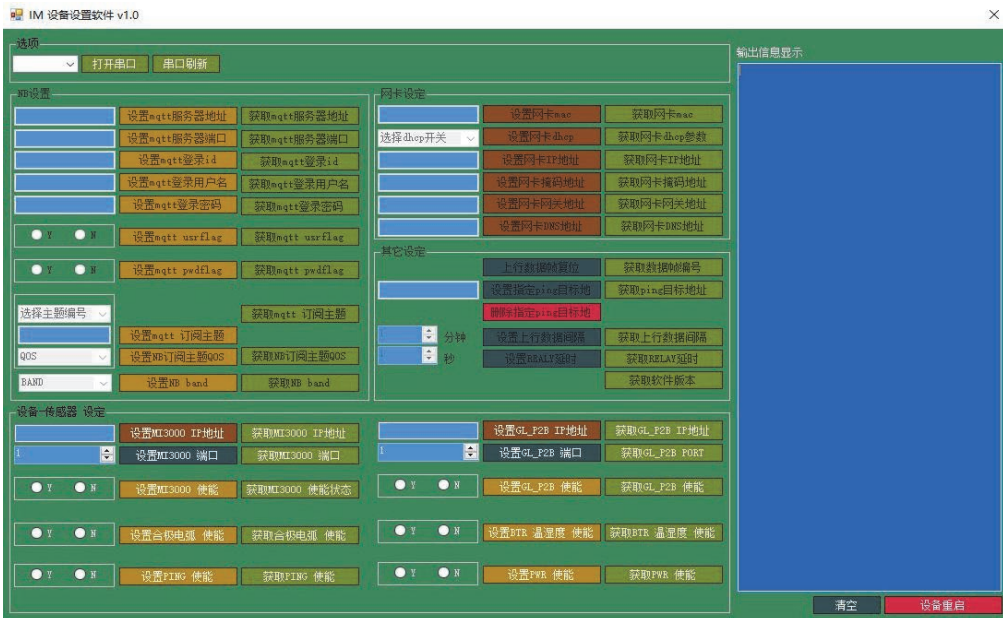 IM 设备设置软件 v1.0
选项
打开串口 串口刷新
NB设置
设置mqtt服务器地址 获取mqtt服务器地址
设置mqtt服务器端口 获取mqtt服务器端口
设置mqtt登录id 获取mqtt登录id
设置mqtt登录用户名 获取mqtt登录用户名
设置mqtt登录密码 获取mqtt登录密码
Y N 设置mqtt usrflag 获取mqtt usrflag
Y N 设置mqtt pwdflag 获取mqtt pwdflag
选择主题编号 获取mqtt 订阅主题
设置mqtt 订阅主题
QOS 设置NB订阅主题QOS 获取NB订阅主题QOS
BAND 设置NB band 获取NB band
网卡设定
设置网卡mac 获取网卡mac
选择dhcp开关 设置网卡dhcp 获取网卡dhcp参数
设置网卡IP地址 获取网卡IP地址
设置网卡掩码地址 获取网卡掩码地址
设置网卡网关地址 获取网卡网关地址
设置网卡DNS地址 获取网卡DNS地址
其它设定
上行数据帧复位 获取数据帧编号
设置指定ping目标地 获取ping目标地址
删除指定ping目标地
1 分钟 设置上行数据间隔 获取上行数据间隔
1 秒 设置REALY延时 获取RELAY延时
获取软件版本
设备-传感器 设定
设置MI3000 IP地址 获取MI3000 IP地址
1 设置MI3000 端口 获取MI3000 端口
Y N 设置MI3000 使能 获取MI3000 使能状态
Y N 设置合极电弧 使能 获取合极电弧 使能
Y N 设置PING 使能 获取PING 使能
设置GL_P2B IP地址 获取GL_P2B IP地址
1 设置GL_P2B 端口 获取GL_P2B PORT
Y N 设置GL_P2B 使能 获取GL_P2B 使能
Y N 设置BTR 温湿度 使能 获取BTR 温湿度 使能
Y N 设置PWR 使能 获取PWR 使能
输出信息显示
清空 设备重启